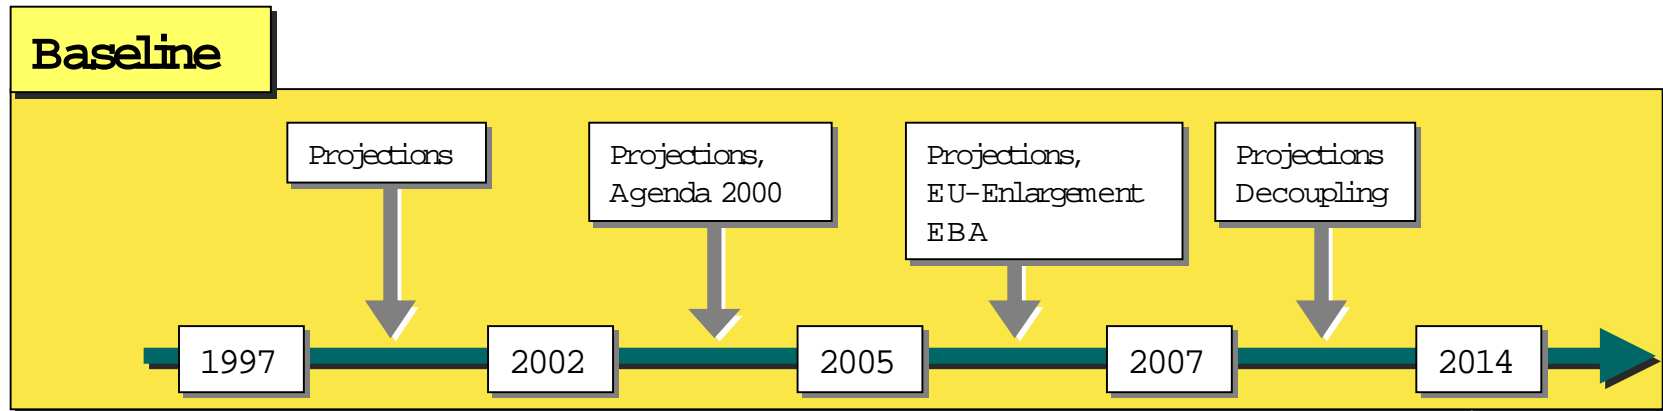 Baseline
Projections
Projections,
Agenda 2000
Projections,
EU-Enlargement
EBA
Projections
Decoupling
1997
2002
2005
2007
2014